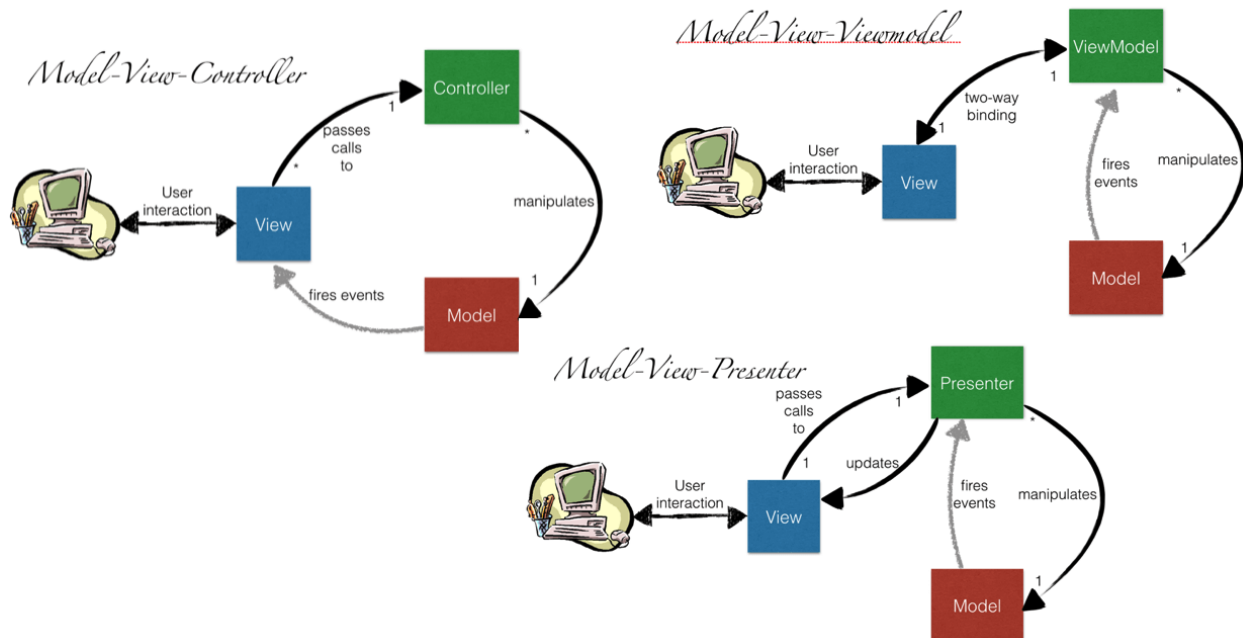 Model-View-Controller
Controller
1
*
passes
calls
to
*
User
interaction
View
manipulates
fires events
1
Model
Model-View-Viewmodel
ViewModel
1
*
two-way
binding
1
User
interaction
View
fires
events
manipulates
1
Model
Model-View-Presenter
Presenter
passes
calls
to
1
*
1
updates
User
interaction
View
fires
events
manipulates
1
Model